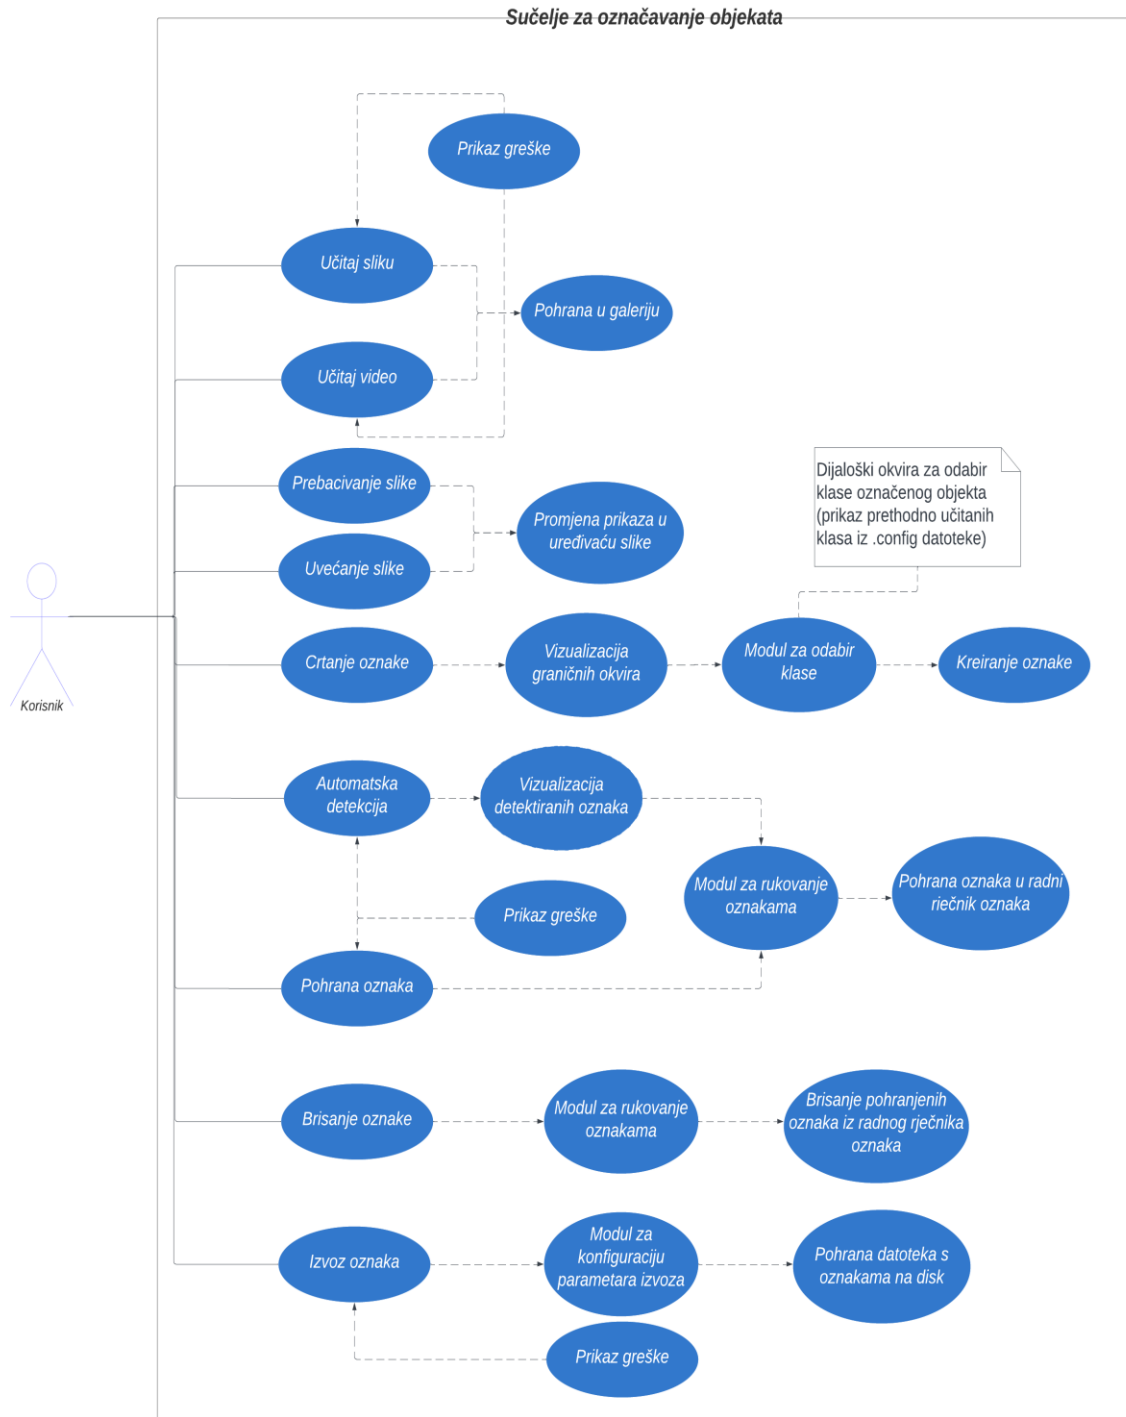 Sučelje za označavanje objekata
Prikaz greške
Učitaj sliku
Pohrana u galeriju
Učitaj video
Prebacivanje slike
Promjena prikaza u
uređivaću slike
Uvećanje slike
Dijaloški okvira za odabir
klase označenog objekta
(prikaz prethodno učitanih
klasa iz .config datoteke)
Korisnik
Crtanje oznake
Vizualizacija
graničnih okvira
Modul za odabir
klase
Kreiranje oznake
Automatska
detekcija
Vizualizacija
detektiranih oznaka
Prikaz greške
Modul za rukovanje
oznakama
Pohrana oznaka u radni
riečnik oznaka
Pohrana oznaka
Brisanje oznake
Modul za rukovanje
oznakama
Brisanje pohranjenih
oznaka iz radnog rječnika
oznaka
Izvoz oznaka
Modul za
konfiguraciju
parametara izvoza
Pohrana datoteka s
oznakama na disk
Prikaz greške